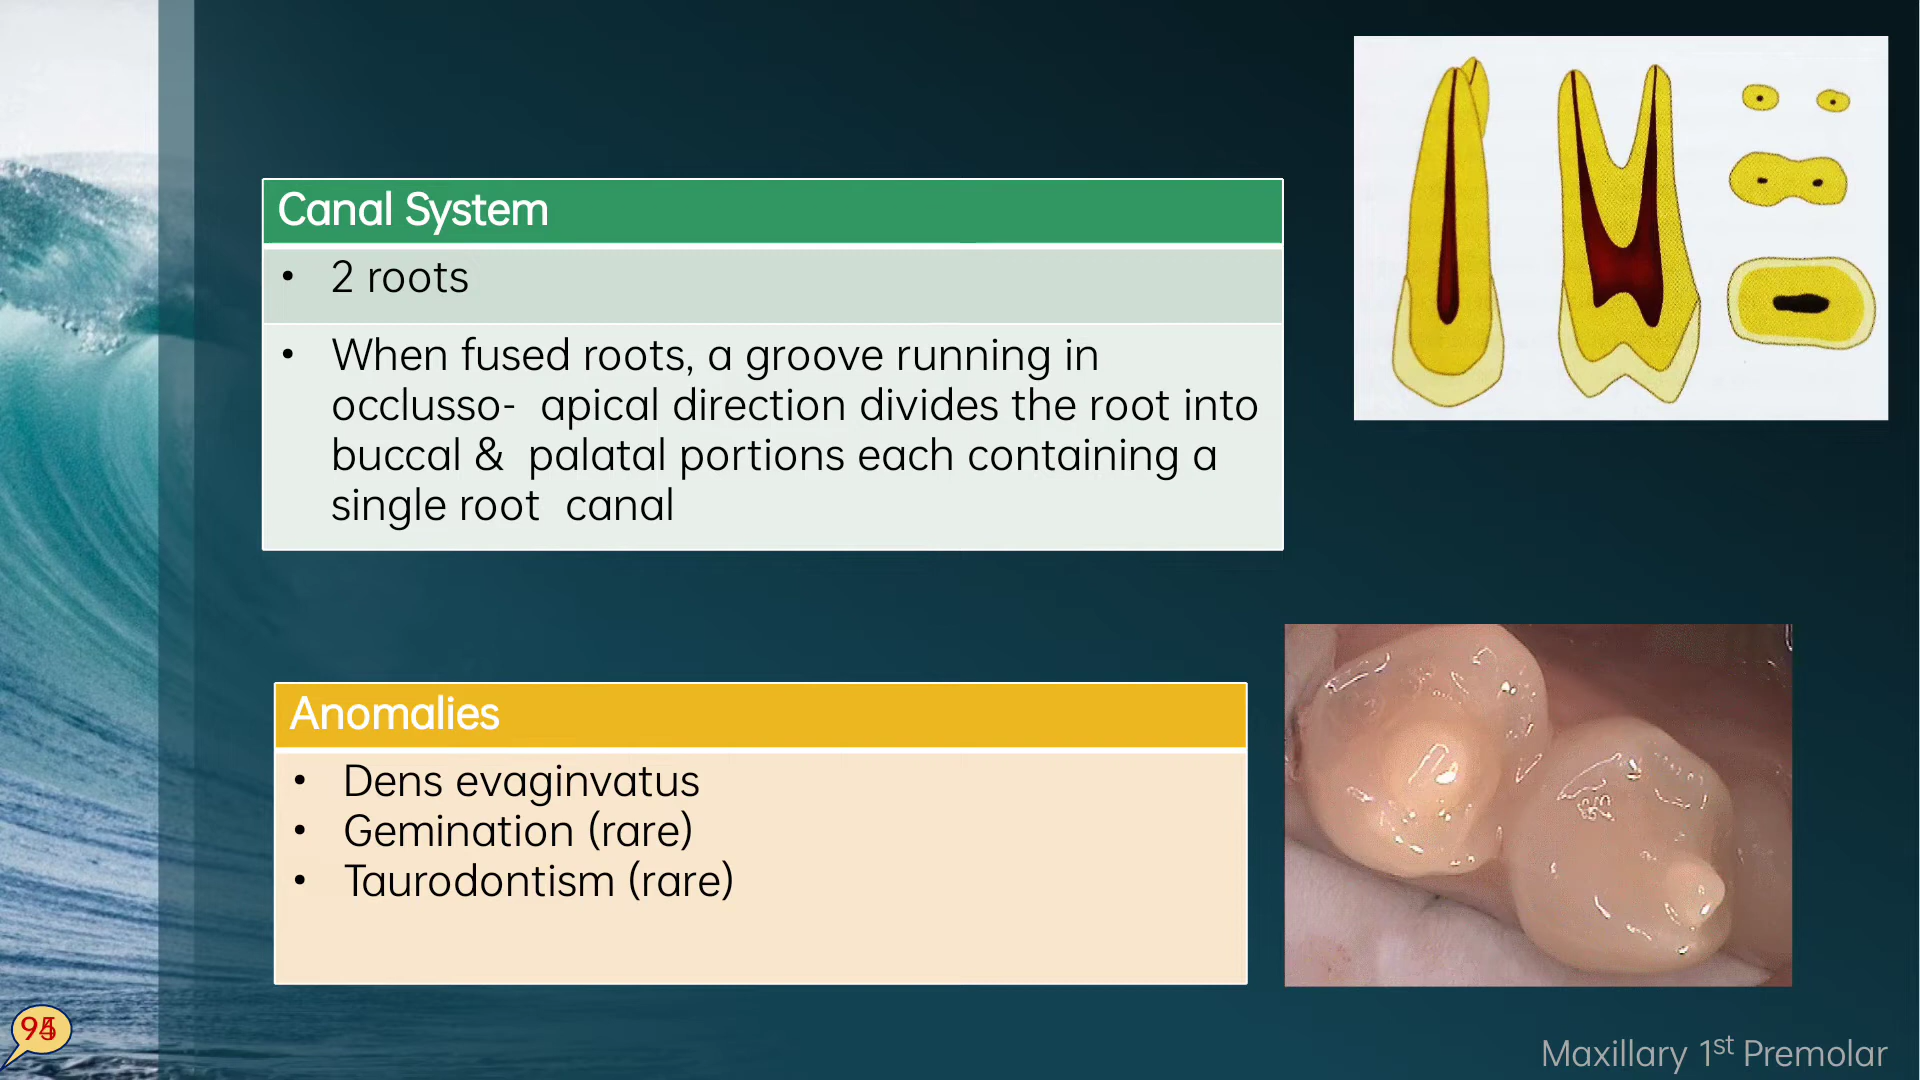 Canal System
• 2 roots
• When fused roots, a groove running in
occlusso- apical direction divides the root into
buccal & palatal portions each containing a
single root canal
Anomalies
• Dens evaginvatus
• Gemination (rare)
• Taurodontism (rare)
Maxillary 1st Premolar